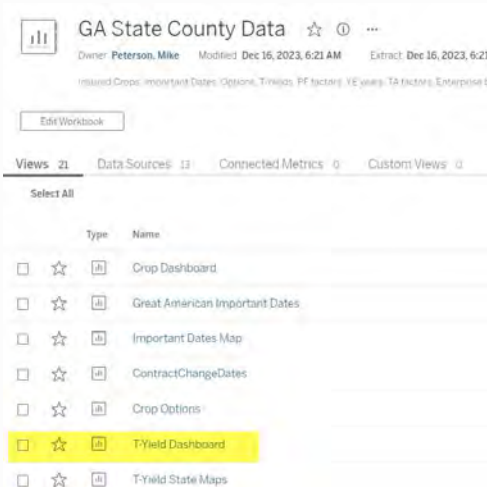 GA State County Data
Owner Peterson, Mike Modified Dec 16, 2023, 6:21 AM Extract Dec 16, 2023, 6:21
Insured Crops, Important Dates, Options, T-Yields, PF factors, YE years, TA factors, Enterprise
Edit Workbook
Views 21 Data Sources 13 Connected Metrics 0 Custom Views 0
Select All
Type Name
Crop Dashboard
Great American Important Dates
Important Dates Map
ContractChangeDates
Crop Options
T-Yield Dashboard
T-Yield State Maps